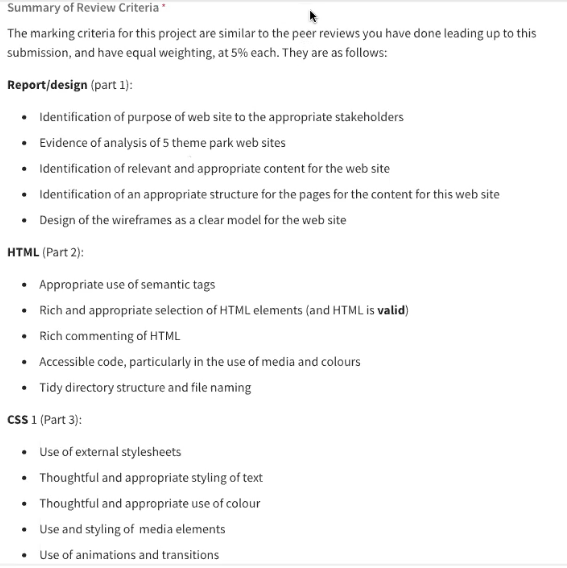 Summary of Review Criteria *
The marking criteria for this project are similar to the peer reviews you have done leading up to this
submission, and have equal weighting, at 5% each. They are as follows:
Report/design (part 1):
• Identification of purpose of web site to the appropriate stakeholders
• Evidence of analysis of 5 theme park web sites
• Identification of relevant and appropriate content for the web site
• Identification of an appropriate structure for the pages for the content for this web site
• Design of the wireframes as a clear model for the web site
HTML (Part 2):
• Appropriate use of semantic tags
• Rich and appropriate selection of HTML elements (and HTML is valid)
• Rich commenting of HTML
• Accessible code, particularly in the use of media and colours
• Tidy directory structure and file naming
CSS 1 (Part 3):
• Use of external stylesheets
• Thoughtful and appropriate styling of text
• Thoughtful and appropriate use of colour
• Use and styling of media elements
• Use of animations and transitions